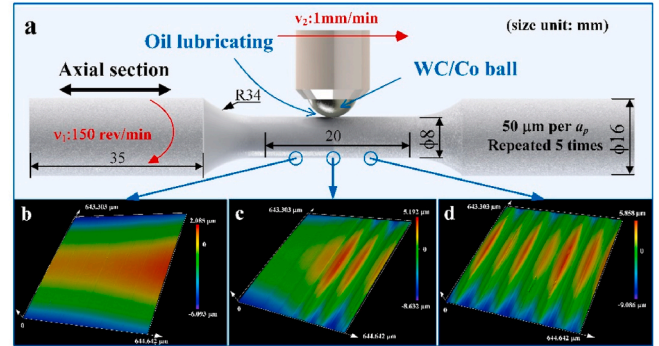 a
v₂:1mm/min
(size unit: mm)
Oil lubricating
WC/Co ball
Axial section
R34
v₁:150 rev/min
35
20
ϕ8
50 μm per aₚ
Repeated 5 times
ϕ16
b
643.303 μm
2.088 μm
0
-6.093 μm
0
644.642 μm
c
643.303 μm
5.192 μm
0
-8.632 μm
0
644.642 μm
d
643.303 μm
0
-9.088 μm
0
644.642 μm